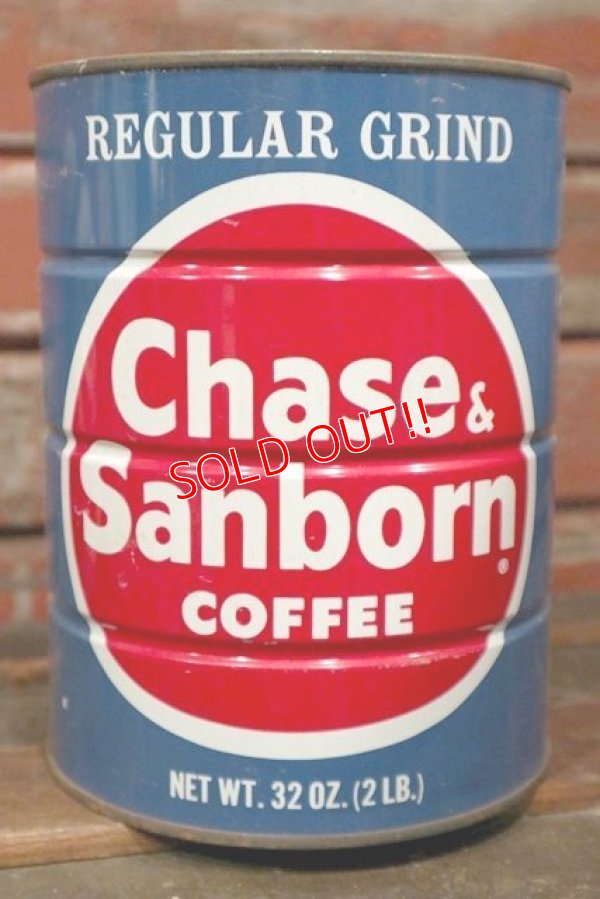 REGULAR GRIND
Chase &
SOLD OUT!!
Sanborn®
COFFEE
NET WT. 32 OZ. (2 LB.)